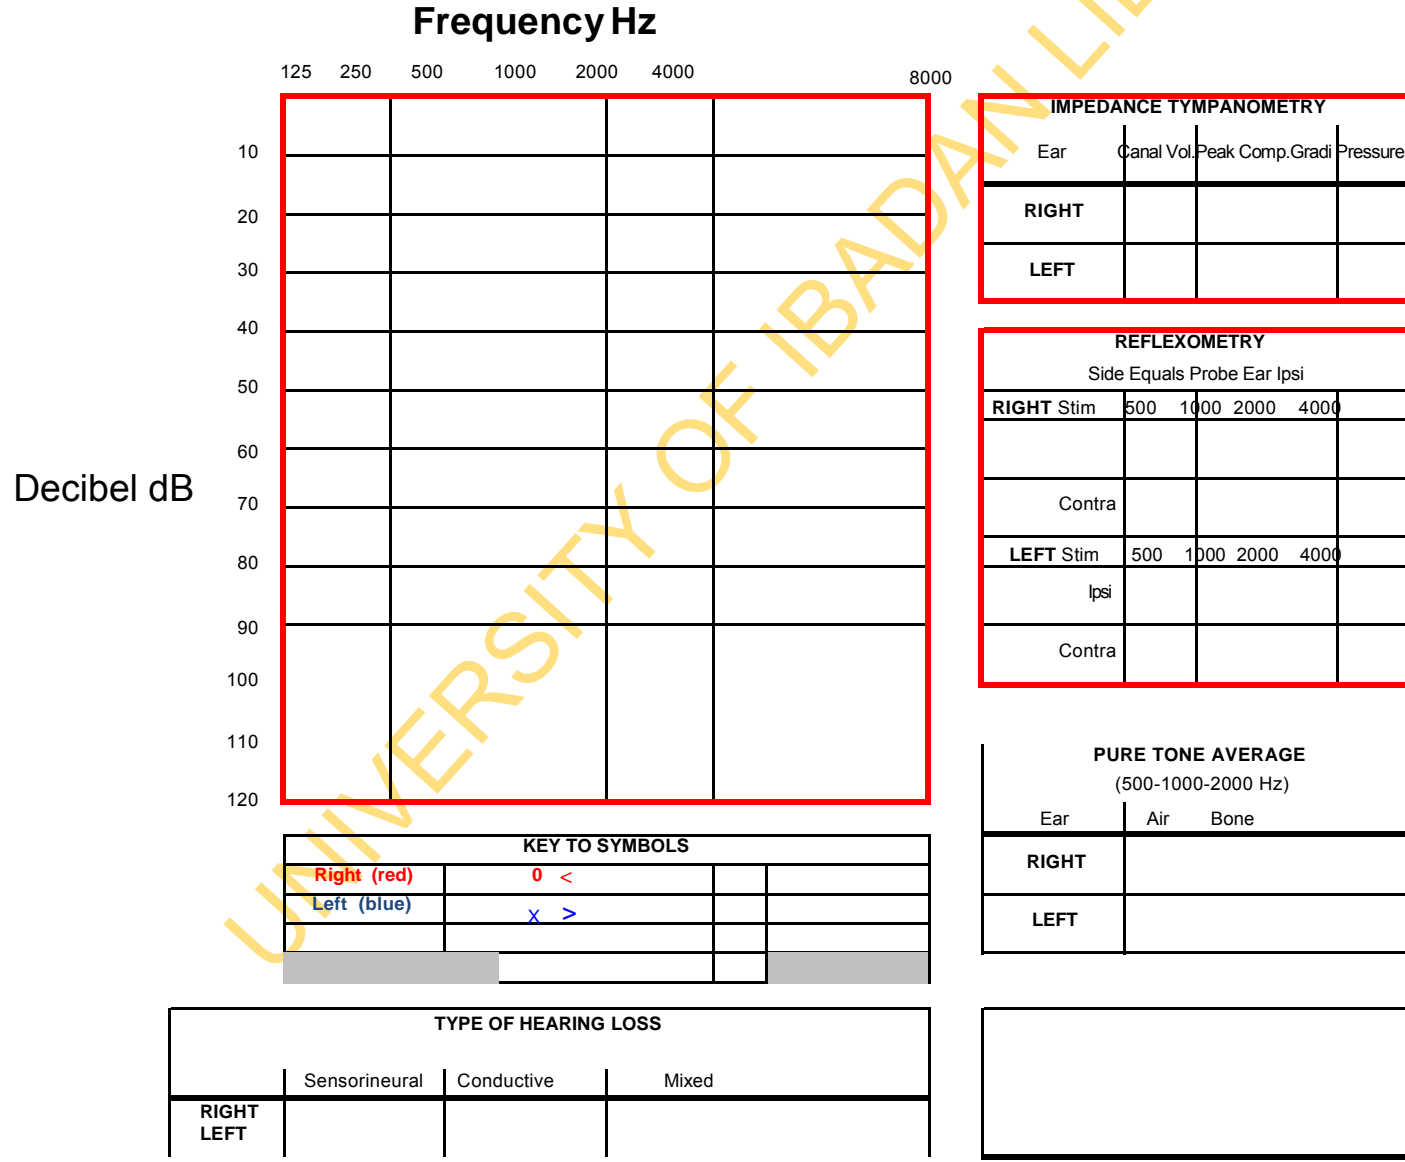 Frequency Hz
125 250 500 1000 2000 4000 8000
10
20
30
40
50
60
Decibel dB
70
80
90
100
110
120
KEY TO SYMBOLS
Right (red) 0 <
Left (blue) x >
TYPE OF HEARING LOSS
Sensorineural Conductive Mixed
RIGHT
LEFT
IMPEDANCE TYMPANOMETRY
Ear Canal Vol. Peak Comp. Gradi Pressure
RIGHT
LEFT
REFLEXOMETRY
Side Equals Probe Ear Ipsi
RIGHT Stim 500 1000 2000 4000
Contra
LEFT Stim 500 1000 2000 4000
Ipsi
Contra
PURE TONE AVERAGE
(500-1000-2000 Hz)
Ear Air Bone
RIGHT
LEFT
UNIVERSITY OF IBADAN